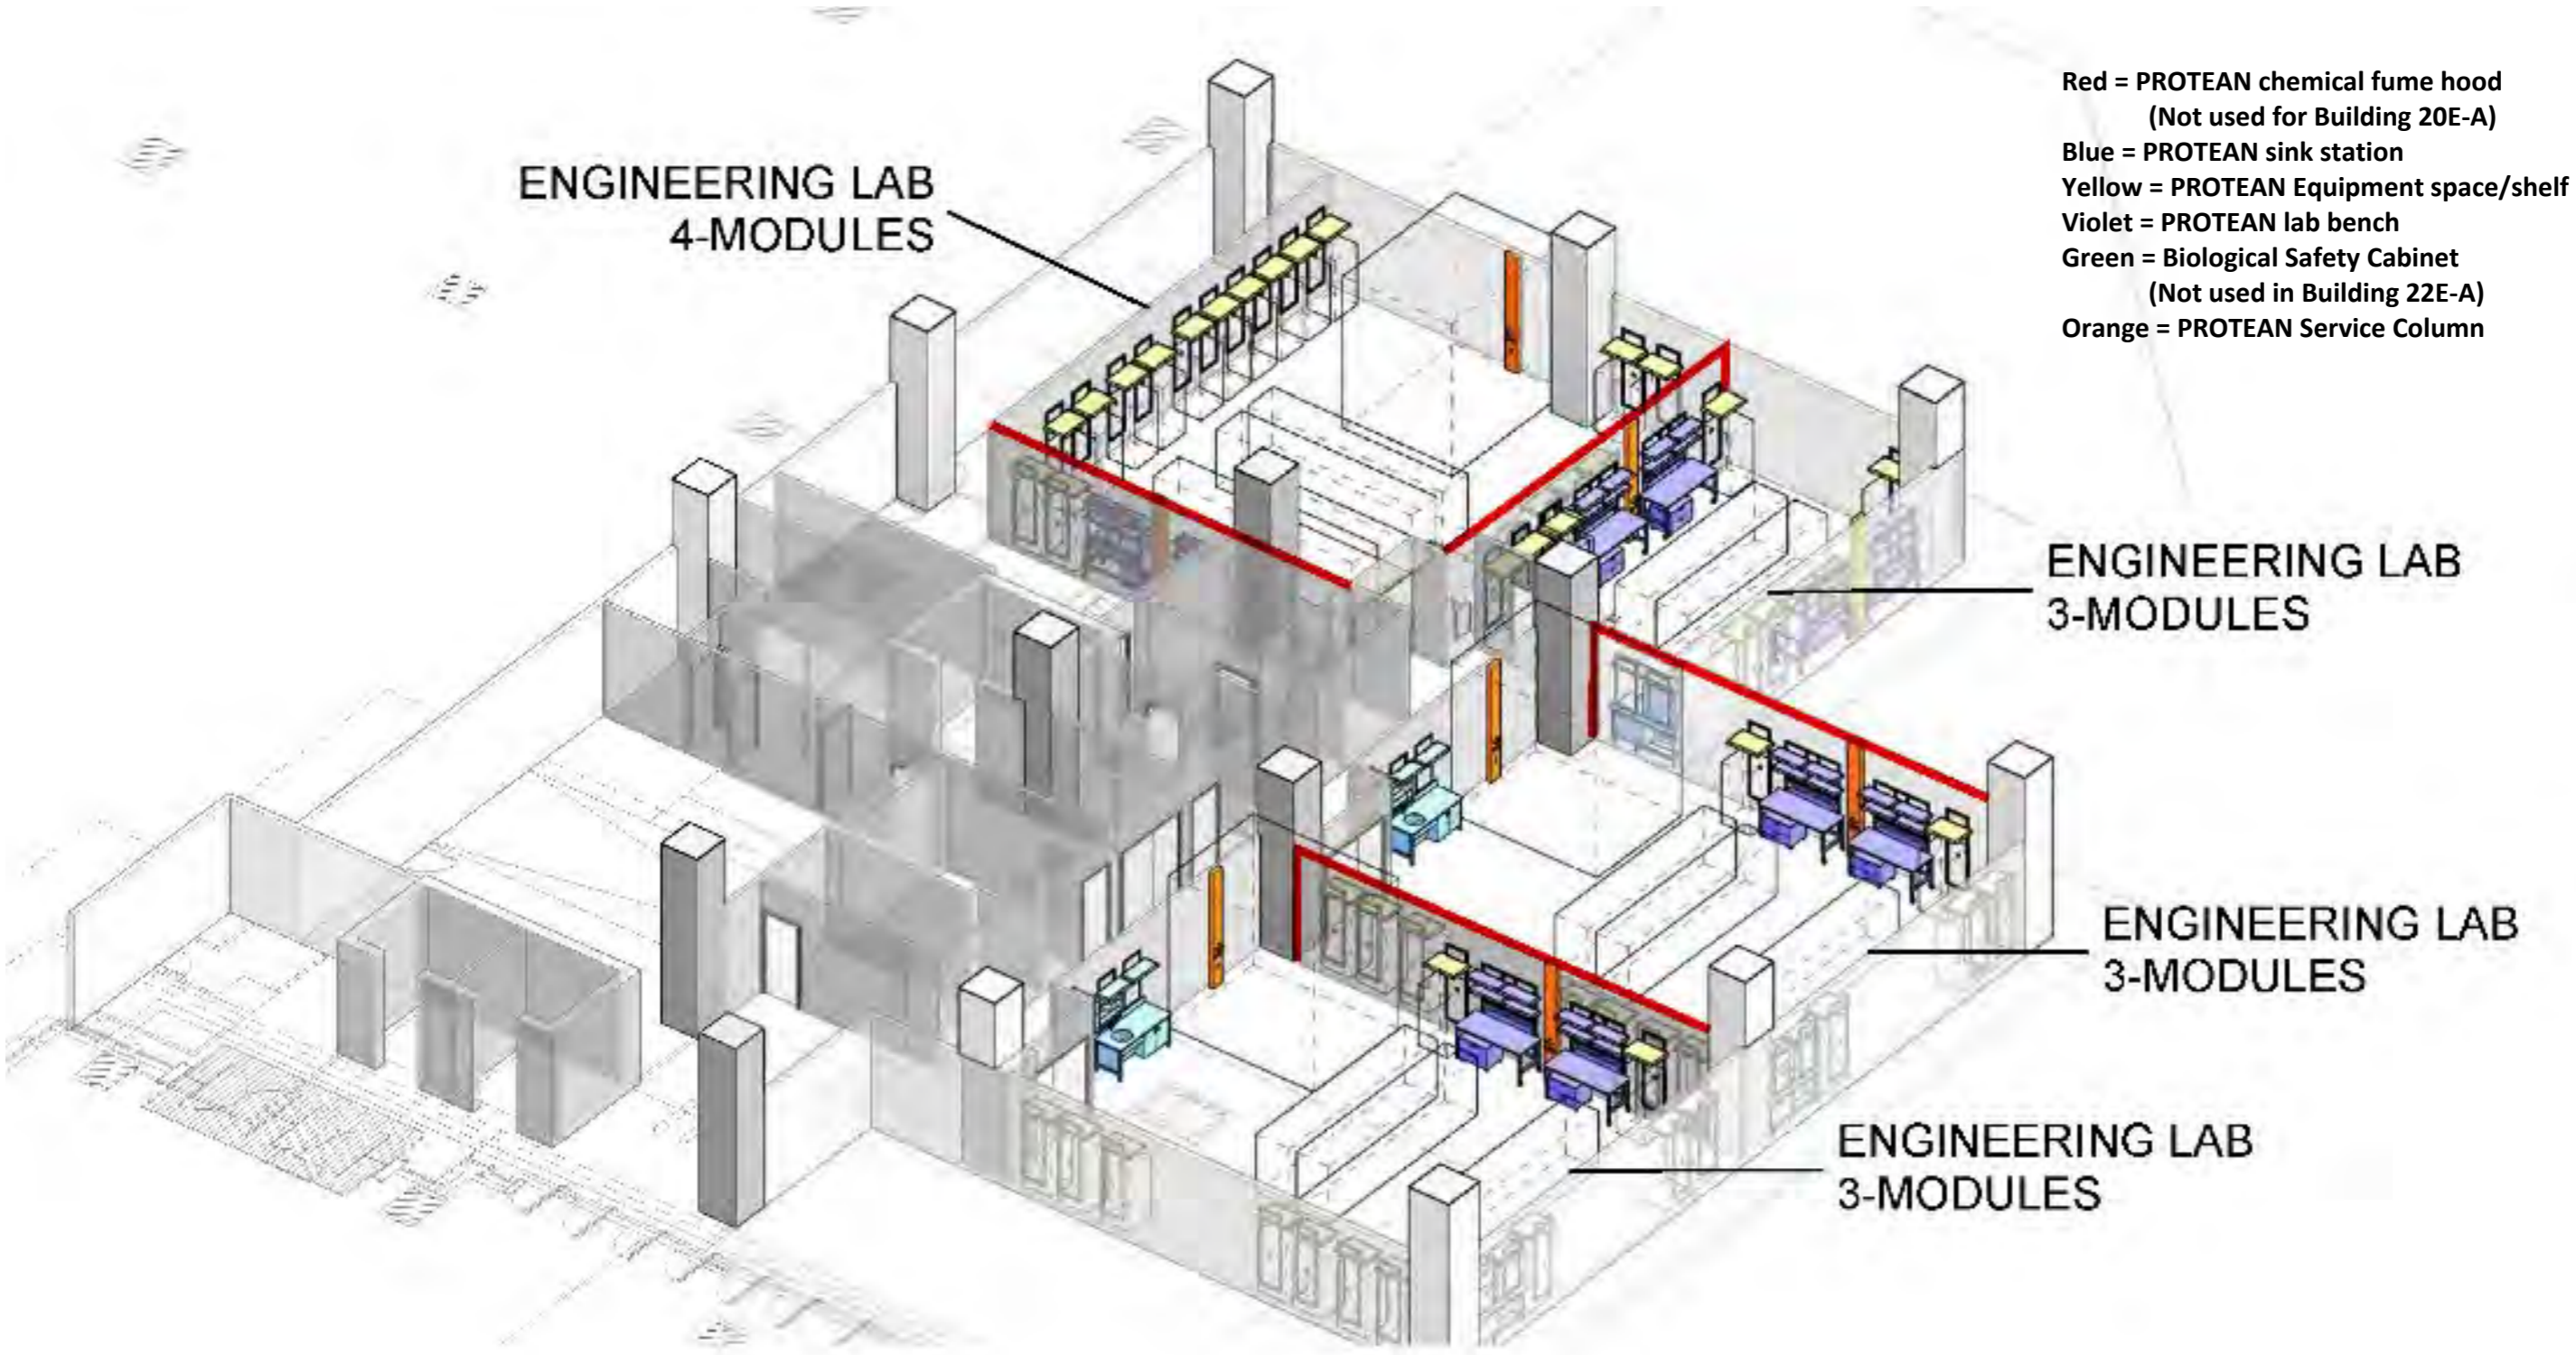 Red = PROTEAN chemical fume hood
(Not used for Building 20E-A)
Blue = PROTEAN sink station
Yellow = PROTEAN Equipment space/shelf
Violet = PROTEAN lab bench
Green = Biological Safety Cabinet
(Not used in Building 22E-A)
Orange = PROTEAN Service Column
ENGINEERING LAB
4-MODULES
ENGINEERING LAB
3-MODULES
ENGINEERING LAB
3-MODULES
ENGINEERING LAB
3-MODULES